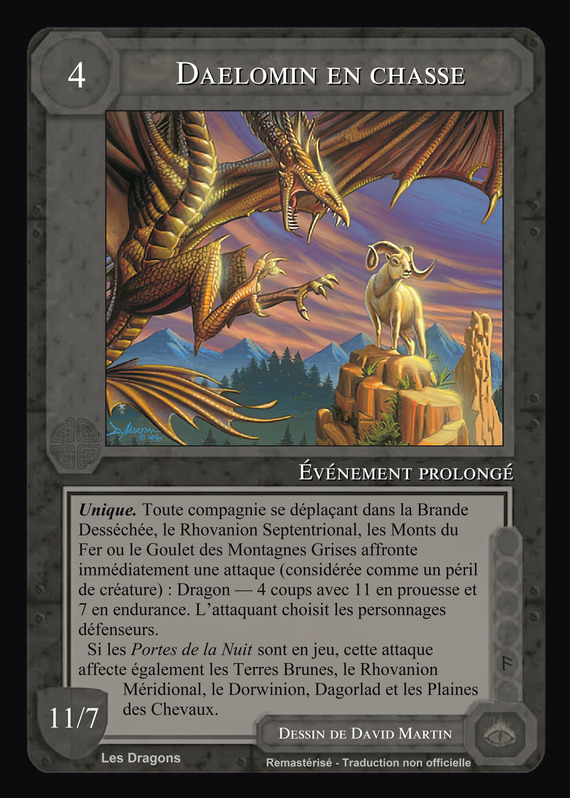 4
Daelomin en chasse
D. Martin
Événement prolongé
Unique. Toute compagnie se déplaçant dans la Brande
Desséchée, le Rhovanion Septentrional, les Monts du
Fer ou le Goulet des Montagnes Grises affronte
immédiatement une attaque (considérée comme un péril
de créature) : Dragon — 4 coups avec 11 en prouesse et
7 en endurance. L’attaquant choisit les personnages
défenseurs.
Si les Portes de la Nuit sont en jeu, cette attaque
affecte également les Terres Brunes, le Rhovanion
Méridional, le Dorwinion, Dagorlad et les Plaines
des Chevaux.
11/7
Dessin de David Martin
Les Dragons
Remastérisé - Traduction non officielle